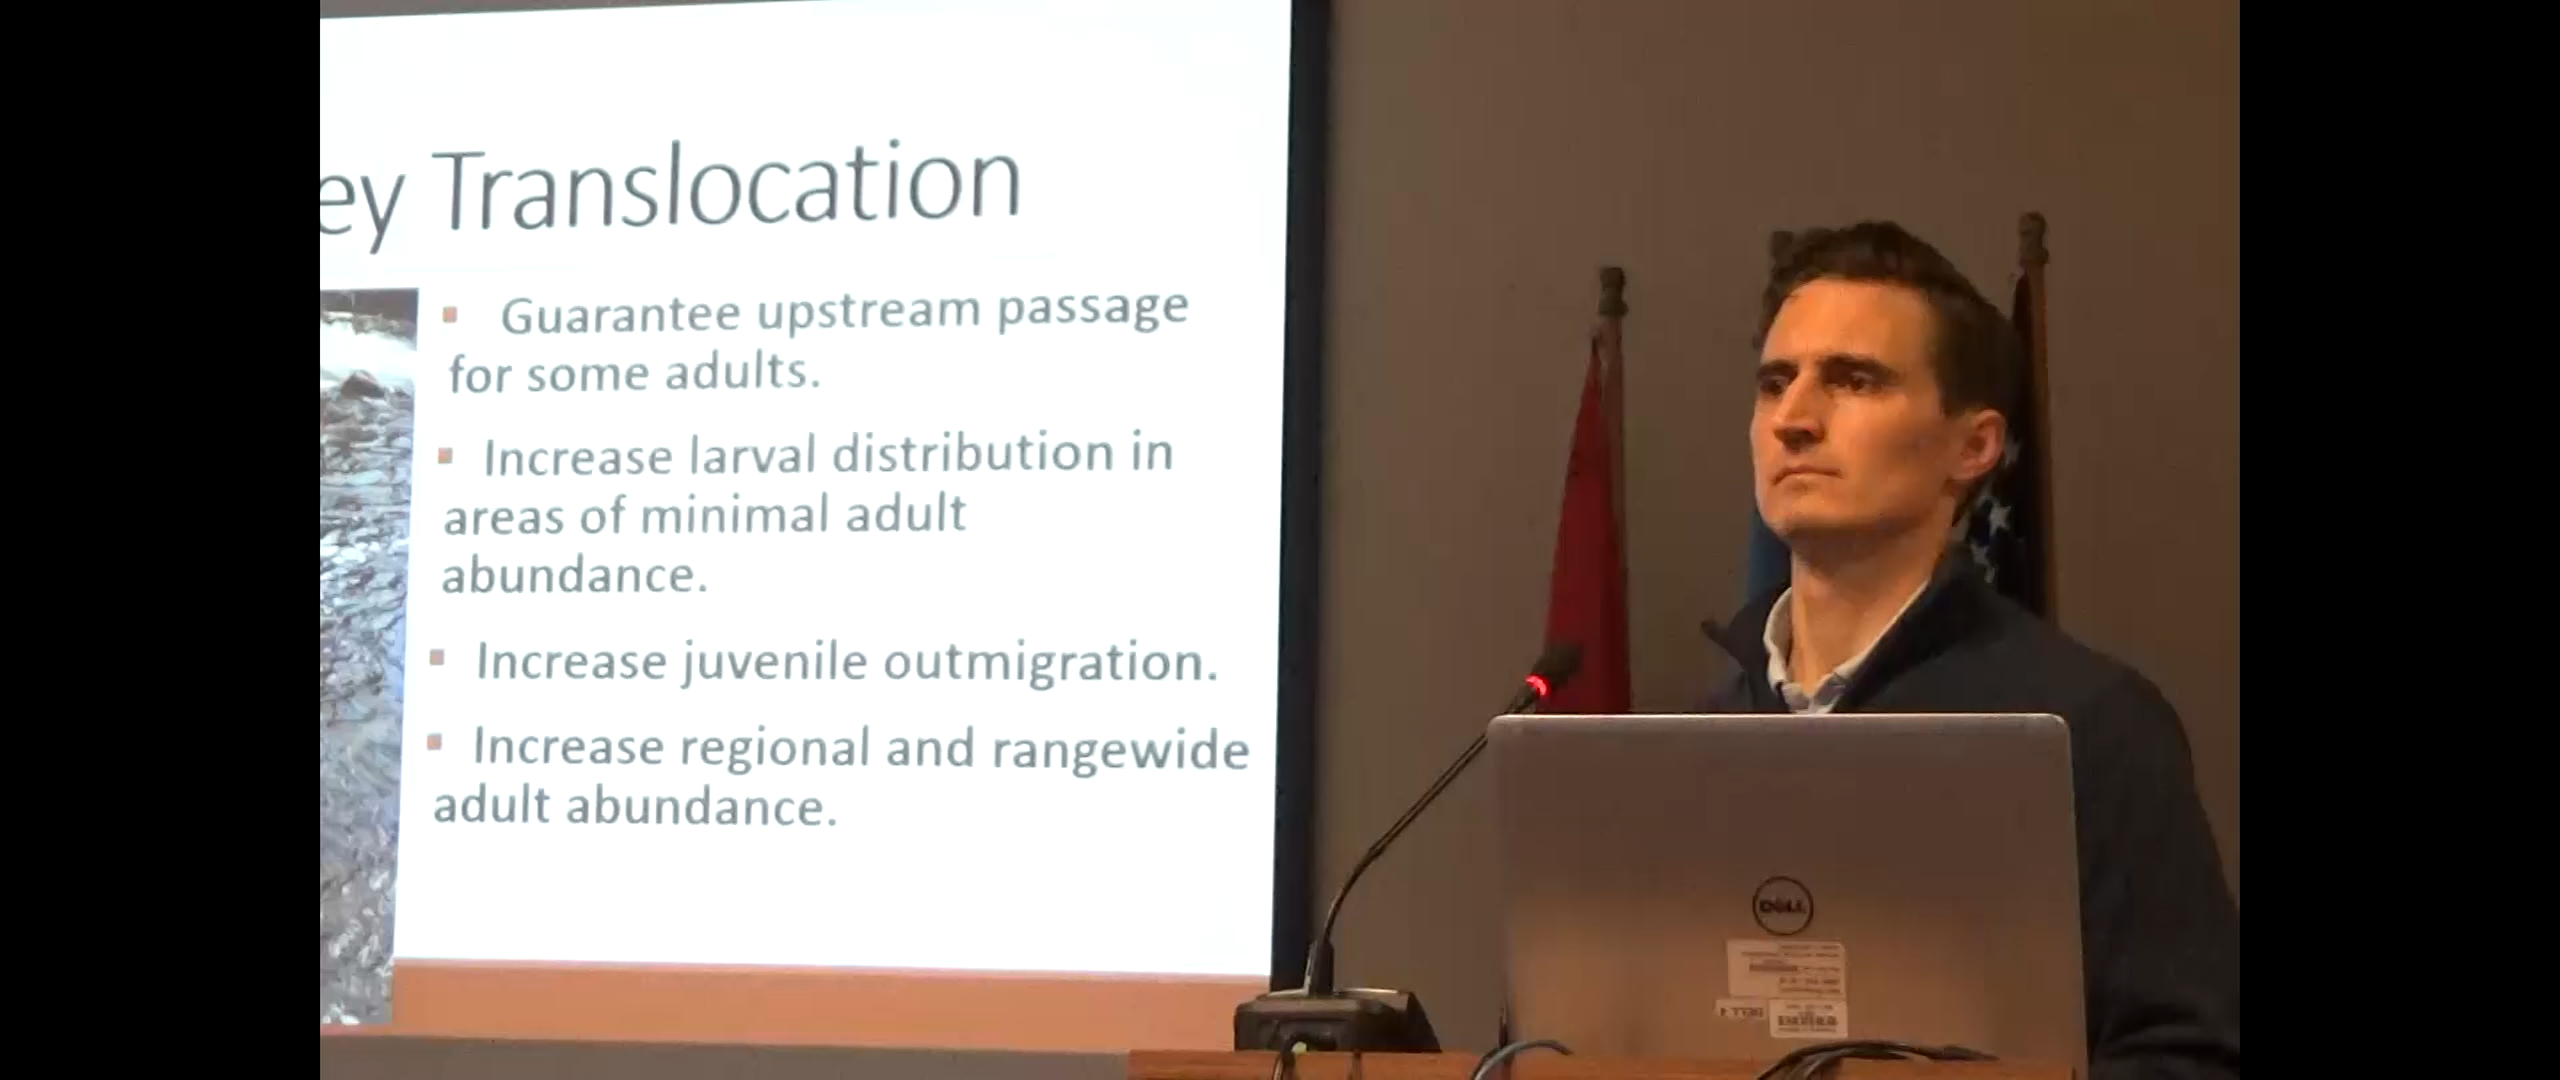 ey Translocation
Guarantee upstream passage
for some adults.
Increase larval distribution in
areas of minimal adult
abundance.
Increase juvenile outmigration.
Increase regional and rangewide
adult abundance.
DELL